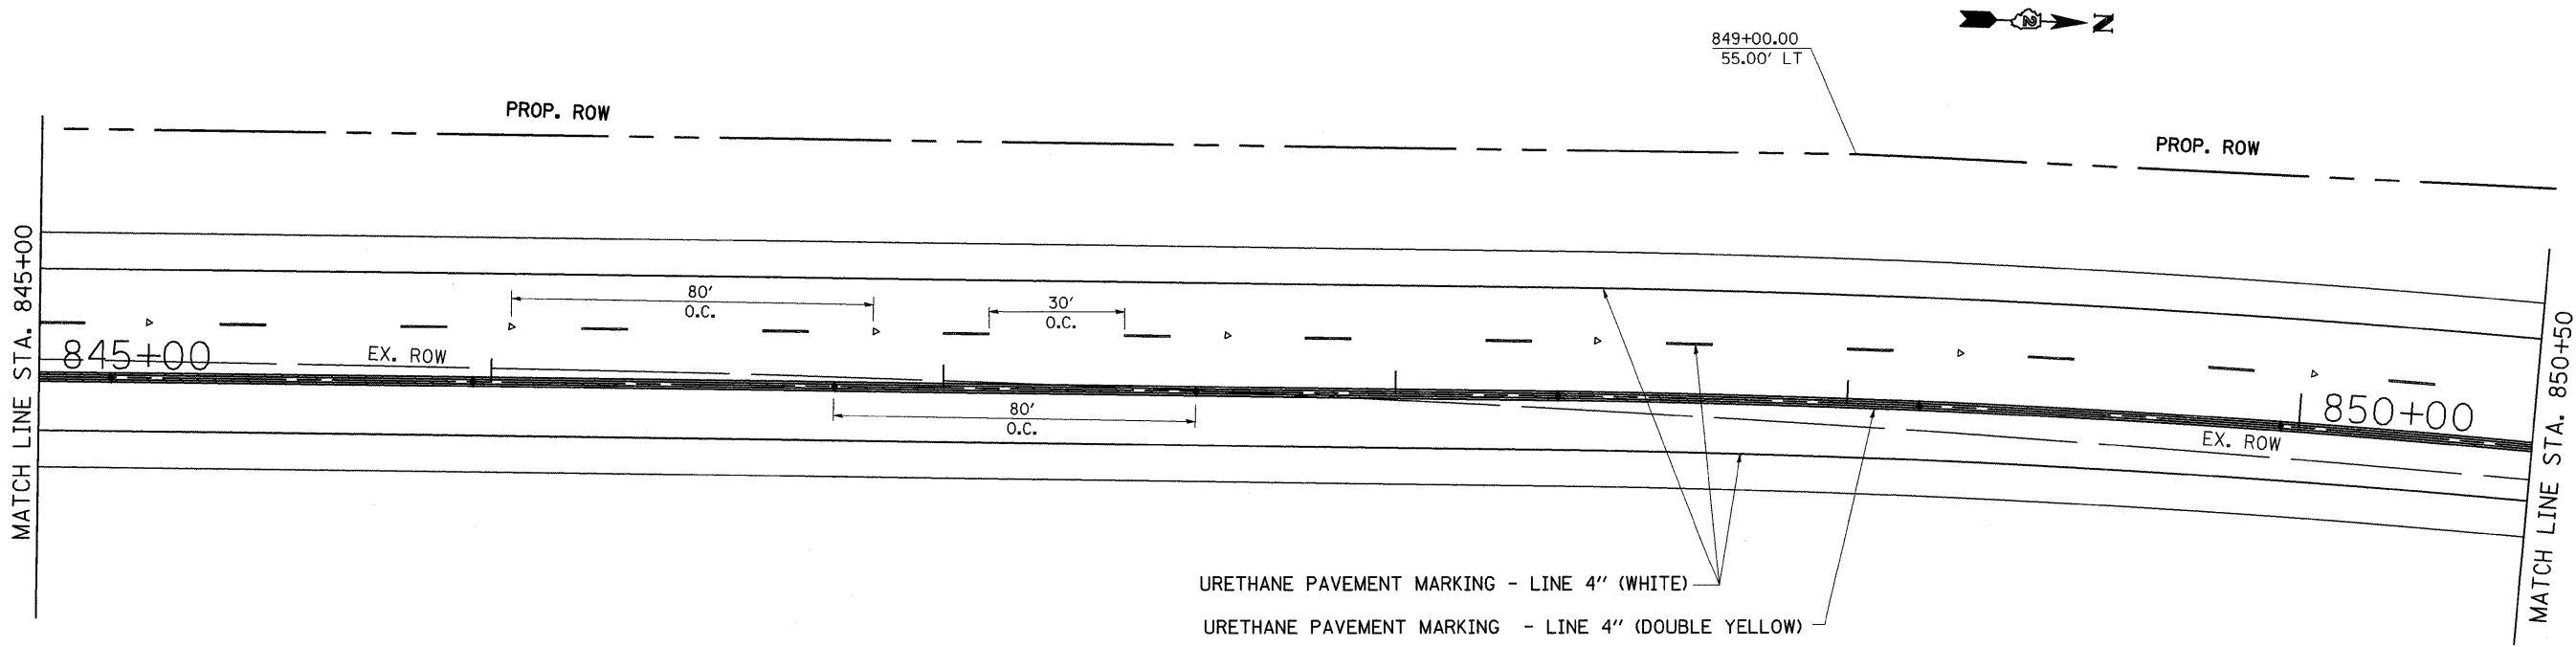 2
N
849+00.00
55.00' LT
PROP. ROW
PROP. ROW
MATCH LINE STA. 845+00
80'
O.C.
30'
O.C.
845+00
EX. ROW
80'
O.C.
850+00
EX. ROW
MATCH LINE STA. 850+50
URETHANE PAVEMENT MARKING - LINE 4" (WHITE)
URETHANE PAVEMENT MARKING - LINE 4" (DOUBLE YELLOW)